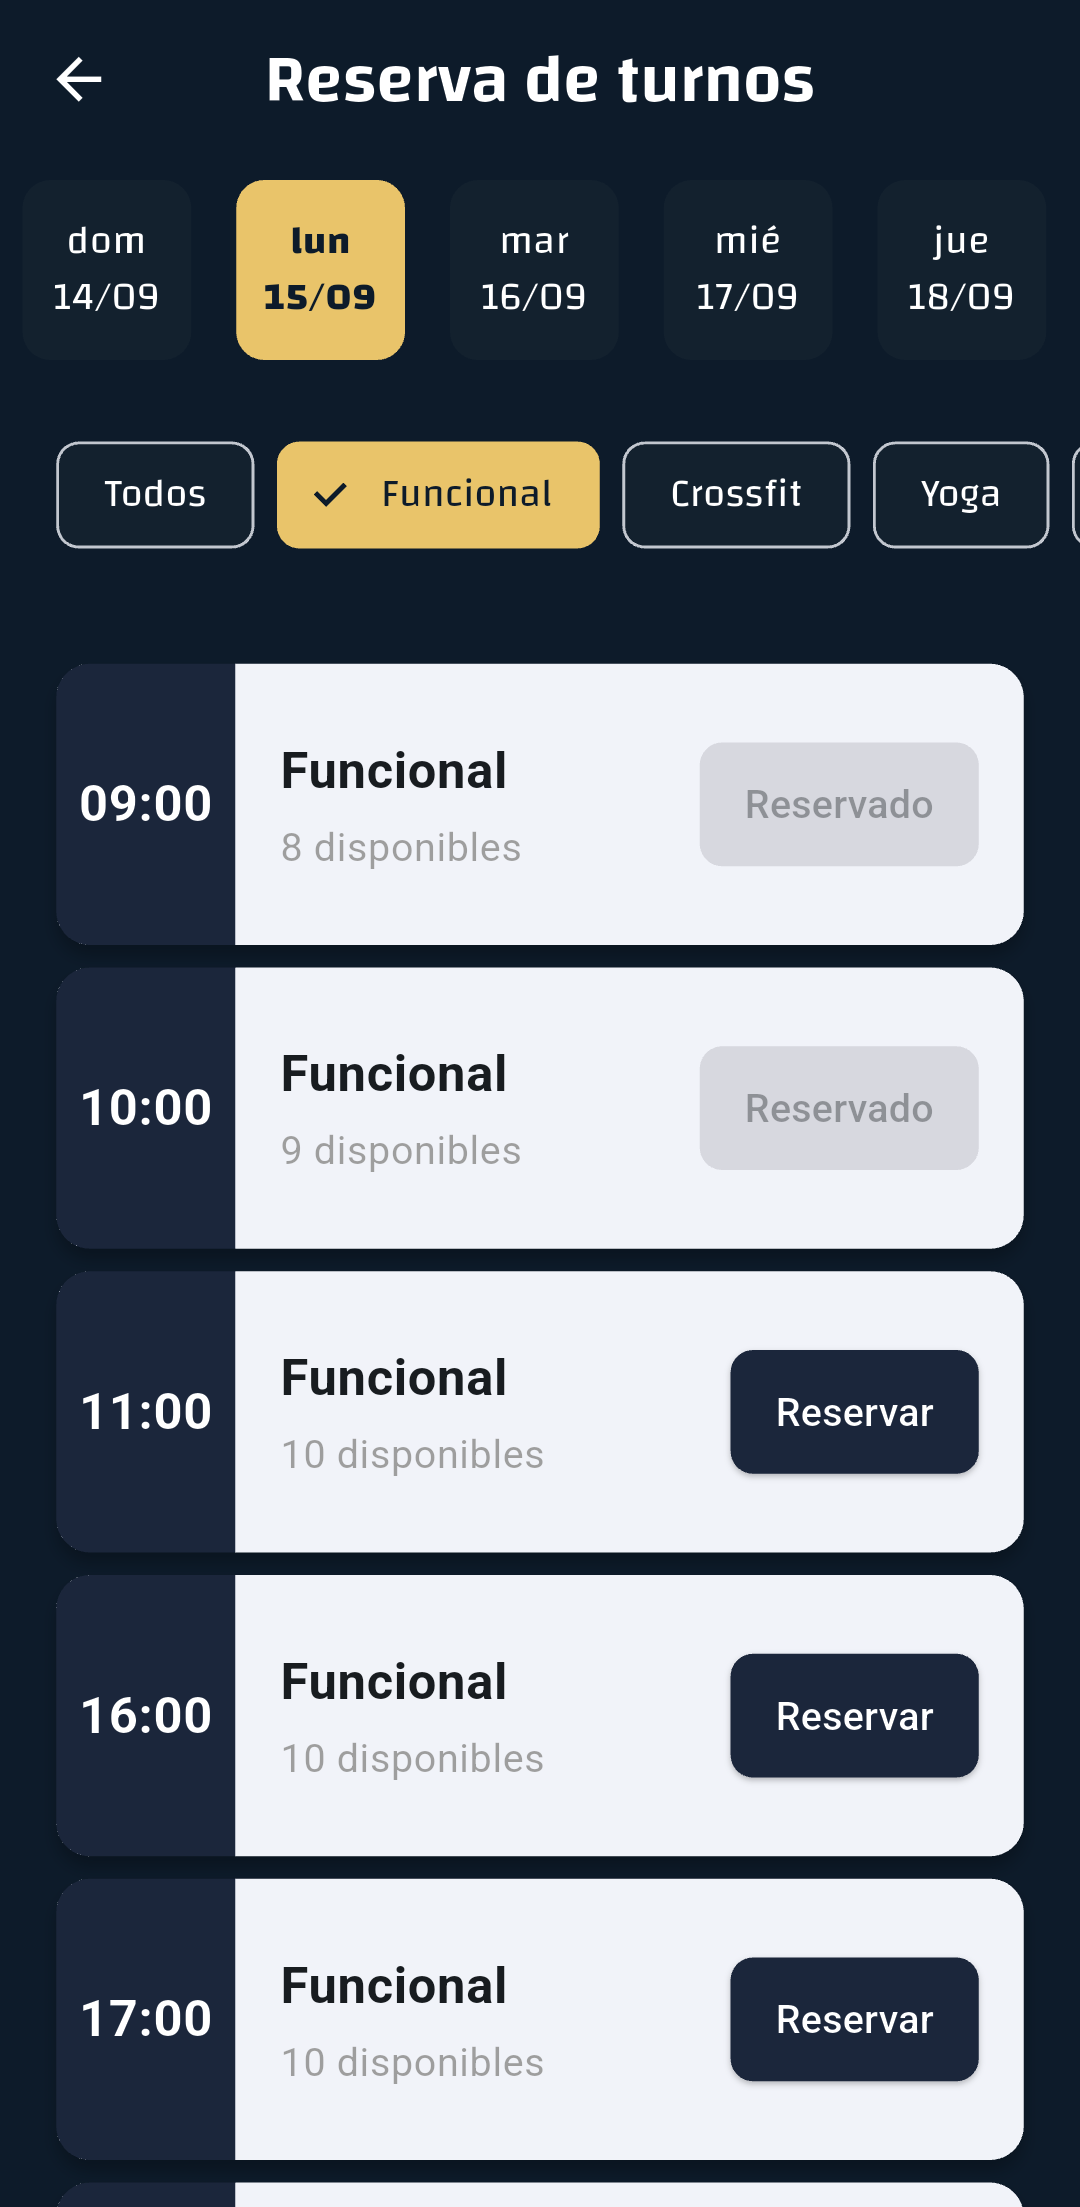 Reserva de turnos
dom
14/09
lun
15/09
mar
16/09
mié
17/09
jue
18/09
Todos
Funcional
Crossfit
Yoga
09:00
Funcional
8 disponibles
Reservado
10:00
Funcional
9 disponibles
Reservado
11:00
Funcional
10 disponibles
Reservar
16:00
Funcional
10 disponibles
Reservar
17:00
Funcional
10 disponibles
Reservar